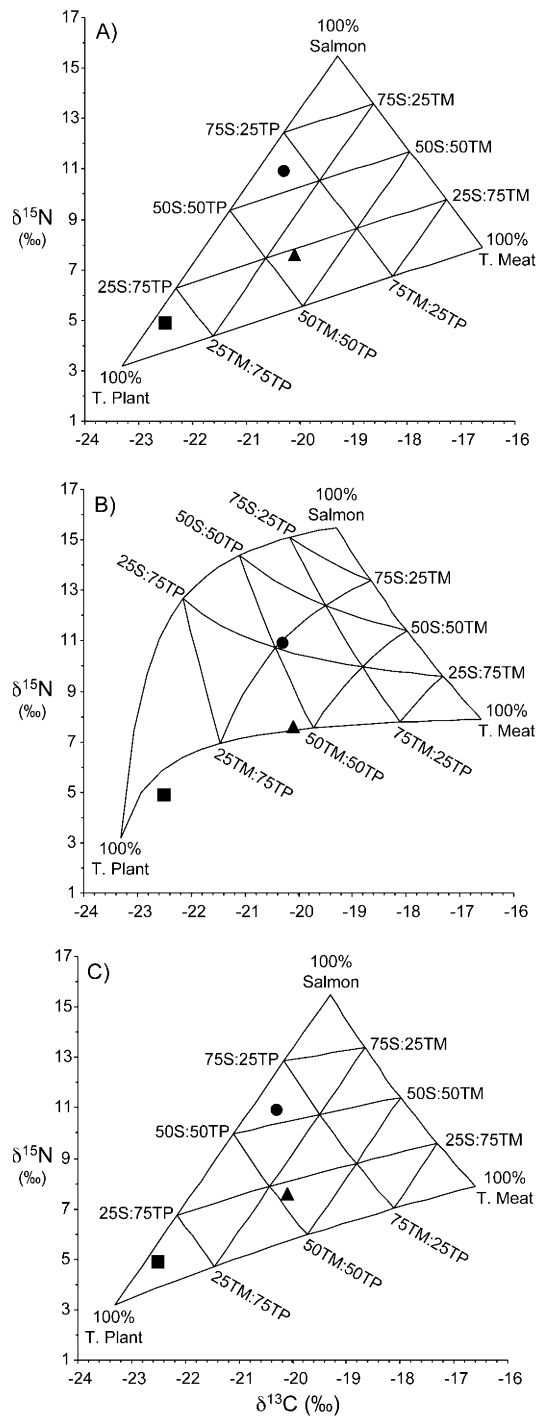 A)
17
15
13
11
9
7
5
3
1
δ15N
(‰)
100%
Salmon
75S:25TP
75S:25TM
50S:50TP
50S:50TM
25S:75TP
25S:75TM
100%
T. Meat
75TM:25TP
50TM:50TP
25TM:75TP
100%
T. Plant
-24 -23 -22 -21 -20 -19 -18 -17 -16
B)
17
15
13
11
9
7
5
3
1
δ15N
(‰)
100%
Salmon
75S:25TP
50S:50TP
25S:75TP
75S:25TM
50S:50TM
25S:75TM
100%
T. Meat
75TM:25TP
50TM:50TP
25TM:75TP
100%
T. Plant
-24 -23 -22 -21 -20 -19 -18 -17 -16
C)
17
15
13
11
9
7
5
3
1
δ15N
(‰)
100%
Salmon
75S:25TP
75S:25TM
50S:50TP
50S:50TM
25S:75TP
25S:75TM
100%
T. Meat
75TM:25TP
50TM:50TP
25TM:75TP
100%
T. Plant
-24 -23 -22 -21 -20 -19 -18 -17 -16
δ13C (‰)